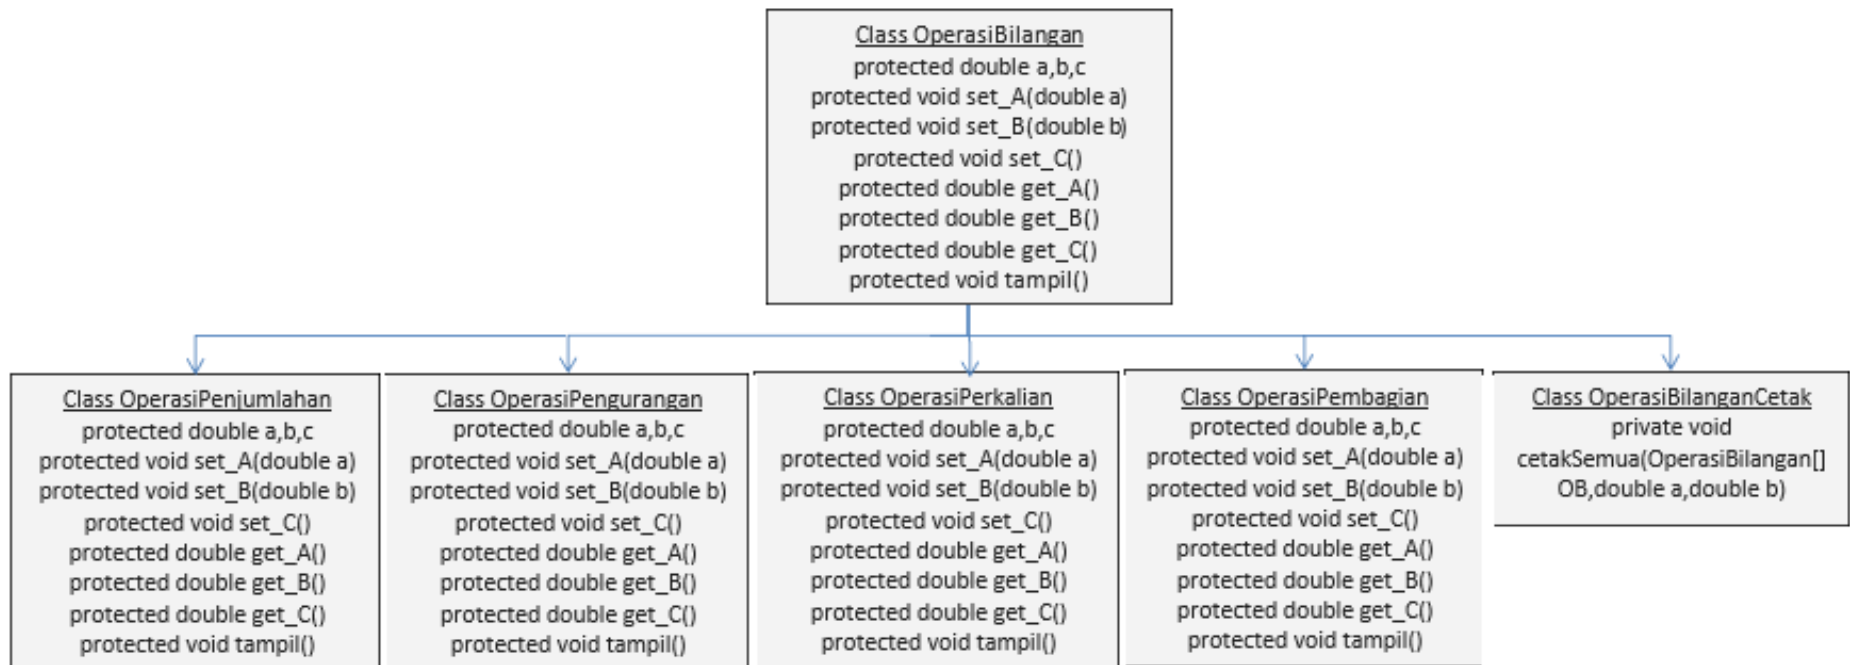 Class OperasiBilangan
protected double a,b,c
protected void set_A(double a)
protected void set_B(double b)
protected void set_C()
protected double get_A()
protected double get_B()
protected double get_C()
protected void tampil()
Class OperasiPenjumlahan
protected double a,b,c
protected void set_A(double a)
protected void set_B(double b)
protected void set_C()
protected double get_A()
protected double get_B()
protected double get_C()
protected void tampil()
Class OperasiPengurangan
protected double a,b,c
protected void set_A(double a)
protected void set_B(double b)
protected void set_C()
protected double get_A()
protected double get_B()
protected double get_C()
protected void tampil()
Class OperasiPerkalian
protected double a,b,c
protected void set_A(double a)
protected void set_B(double b)
protected void set_C()
protected double get_A()
protected double get_B()
protected double get_C()
protected void tampil()
Class OperasiPembagian
protected double a,b,c
protected void set_A(double a)
protected void set_B(double b)
protected void set_C()
protected double get_A()
protected double get_B()
protected double get_C()
protected void tampil()
Class OperasiBilanganCetak
private void
cetakSemua(OperasiBilangan[]
OB,double a,double b)